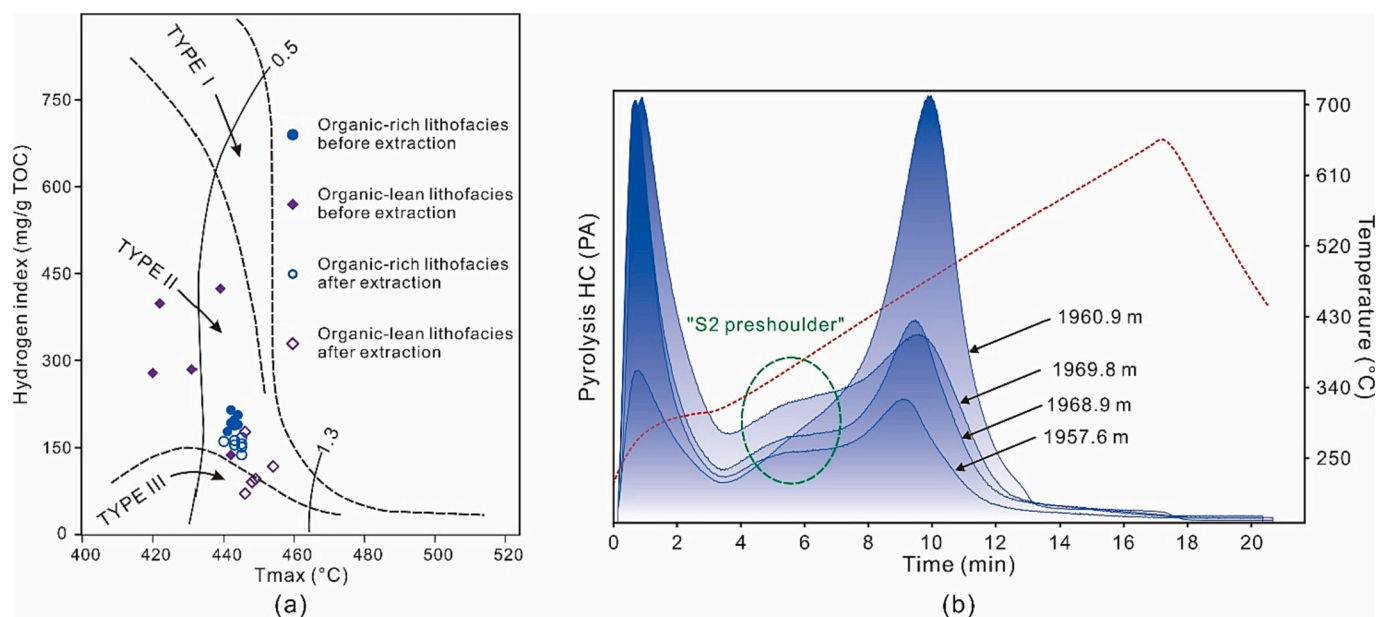 Hydrogen index (mg/g TOC)
750
600
450
300
150
0
400
420
440
460
480
500
520
Tmax (°C)
(a)
TYPE I
TYPE II
TYPE III
0.5
1.3
Organic-rich lithofacies
before extraction
Organic-lean lithofacies
before extraction
Organic-rich lithofacies
after extraction
Organic-lean lithofacies
after extraction
Pyrolysis HC (PA)
"S2 preshoulder"
1960.9 m
1969.8 m
1968.9 m
1957.6 m
0
2
4
6
8
10
12
14
16
18
20
Time (min)
700
610
520
430
340
250
Temperature
(°C)
(b)